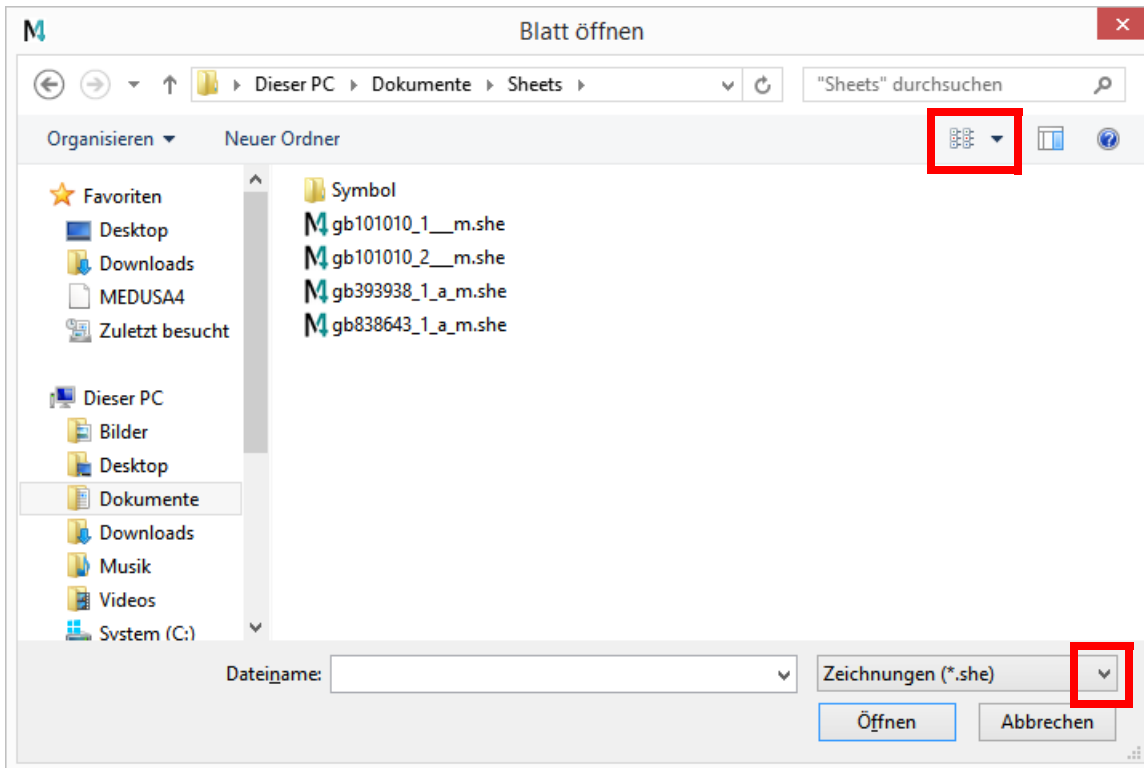 Blatt öffnen
Dieser PC Dokumente Sheets "Sheets" durchsuchen
Organisieren Neuer Ordner
Favoriten
Desktop
Downloads
MEDUSA4
Zuletzt besucht
Dieser PC
Bilder
Desktop
Dokumente
Downloads
Musik
Videos
System (C:)
Symbol
gb101010_1__m.she
gb101010_2__m.she
gb393938_1_a_m.she
gb838643_1_a_m.she
Dateiname: Zeichnungen (*.she)
Öffnen Abbrechen